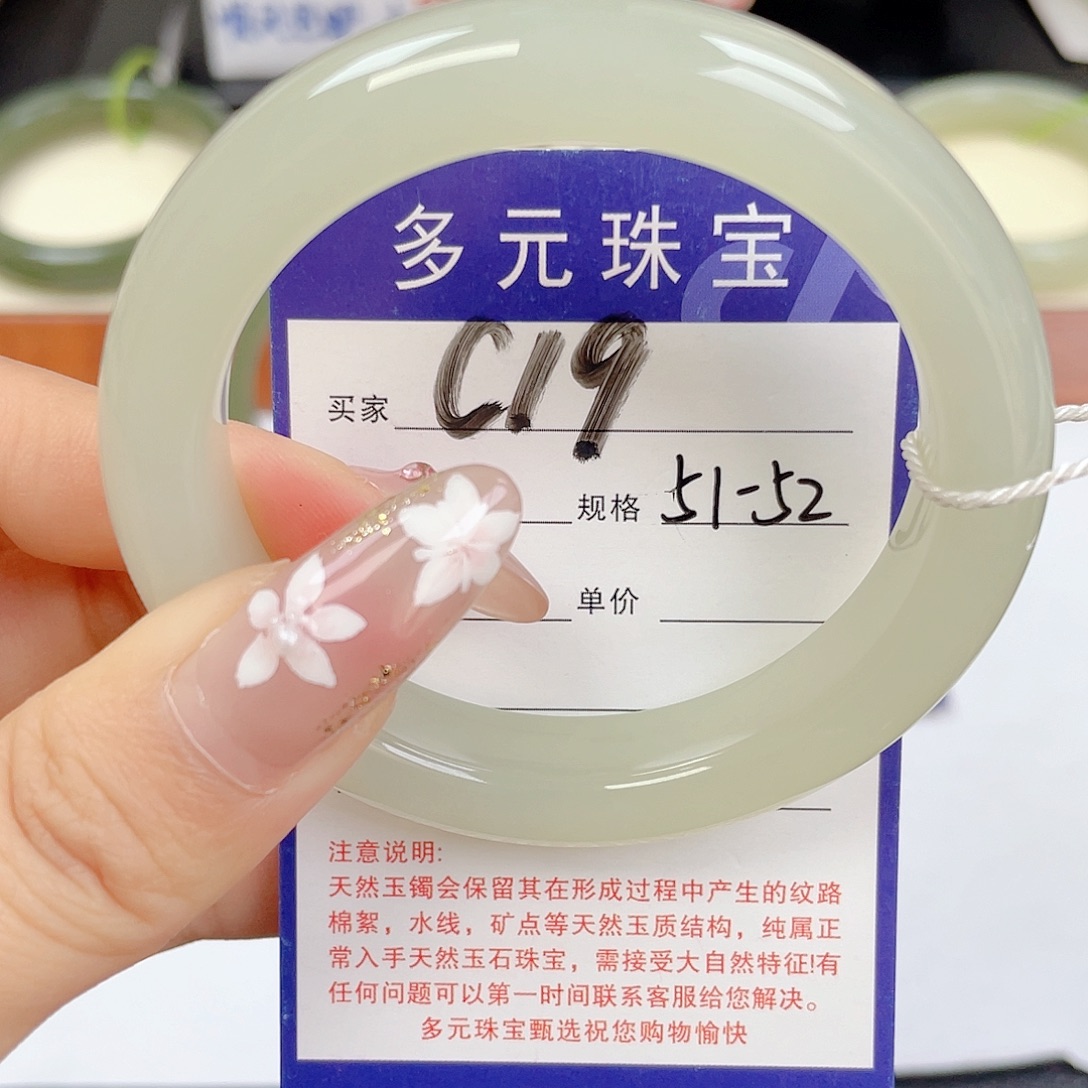 多元珠宝
买家 C19
规格 51-52
单价
注意说明:
天然玉镯会保留其在形成过程中产生的纹路
棉絮，水线，矿点等天然玉质结构，纯属正
常入手天然玉石珠宝，需接受大自然特征!有
任何问题可以第一时间联系客服给您解决。
多元珠宝甄选祝您购物愉快